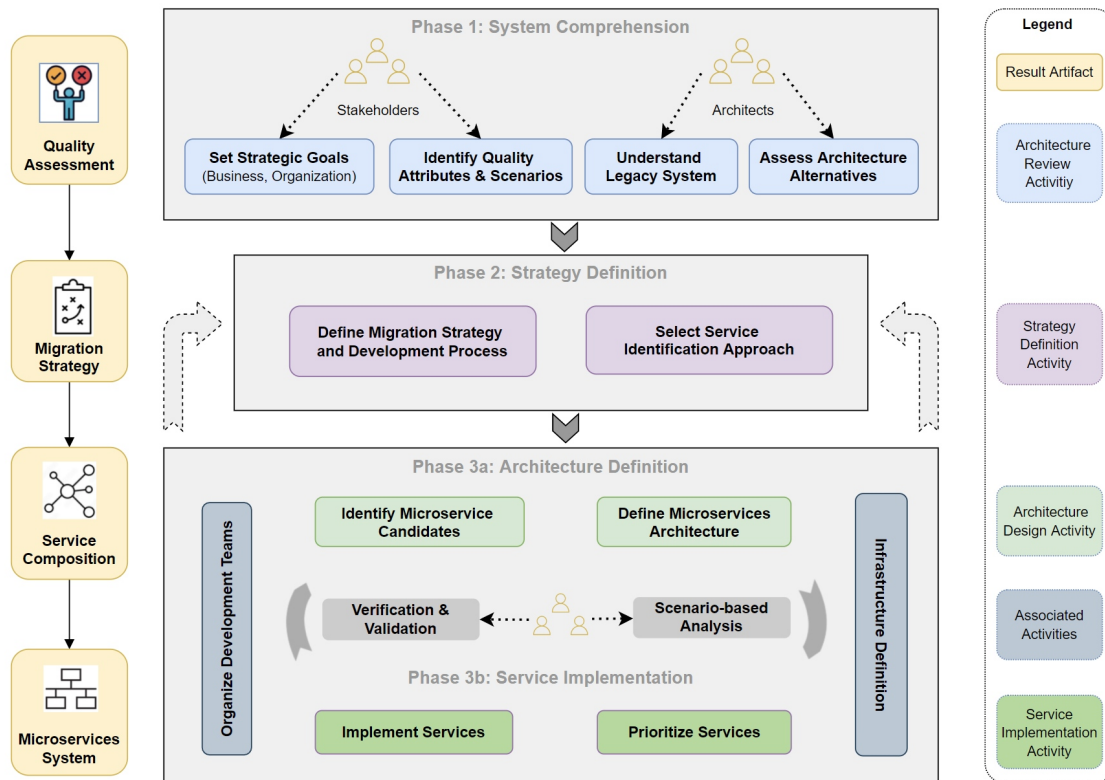 Phase 1: System Comprehension
Stakeholders
Architects
Set Strategic Goals
(Business, Organization)
Identify Quality
Attributes & Scenarios
Understand
Legacy System
Assess Architecture
Alternatives
Quality
Assessment
Phase 2: Strategy Definition
Define Migration Strategy
and Development Process
Select Service
Identification Approach
Migration
Strategy
Phase 3a: Architecture Definition
Organize Development Teams
Identify Microservice
Candidates
Define Microservices
Architecture
Infrastructure Definition
Verification &
Validation
Scenario-based
Analysis
Service
Composition
Phase 3b: Service Implementation
Implement Services
Prioritize Services
Microservices
System
Legend
Result Artifact
Architecture
Review
Activitiy
Strategy
Definition
Activity
Architecture
Design Activity
Associated
Activities
Service
Implementation
Activity